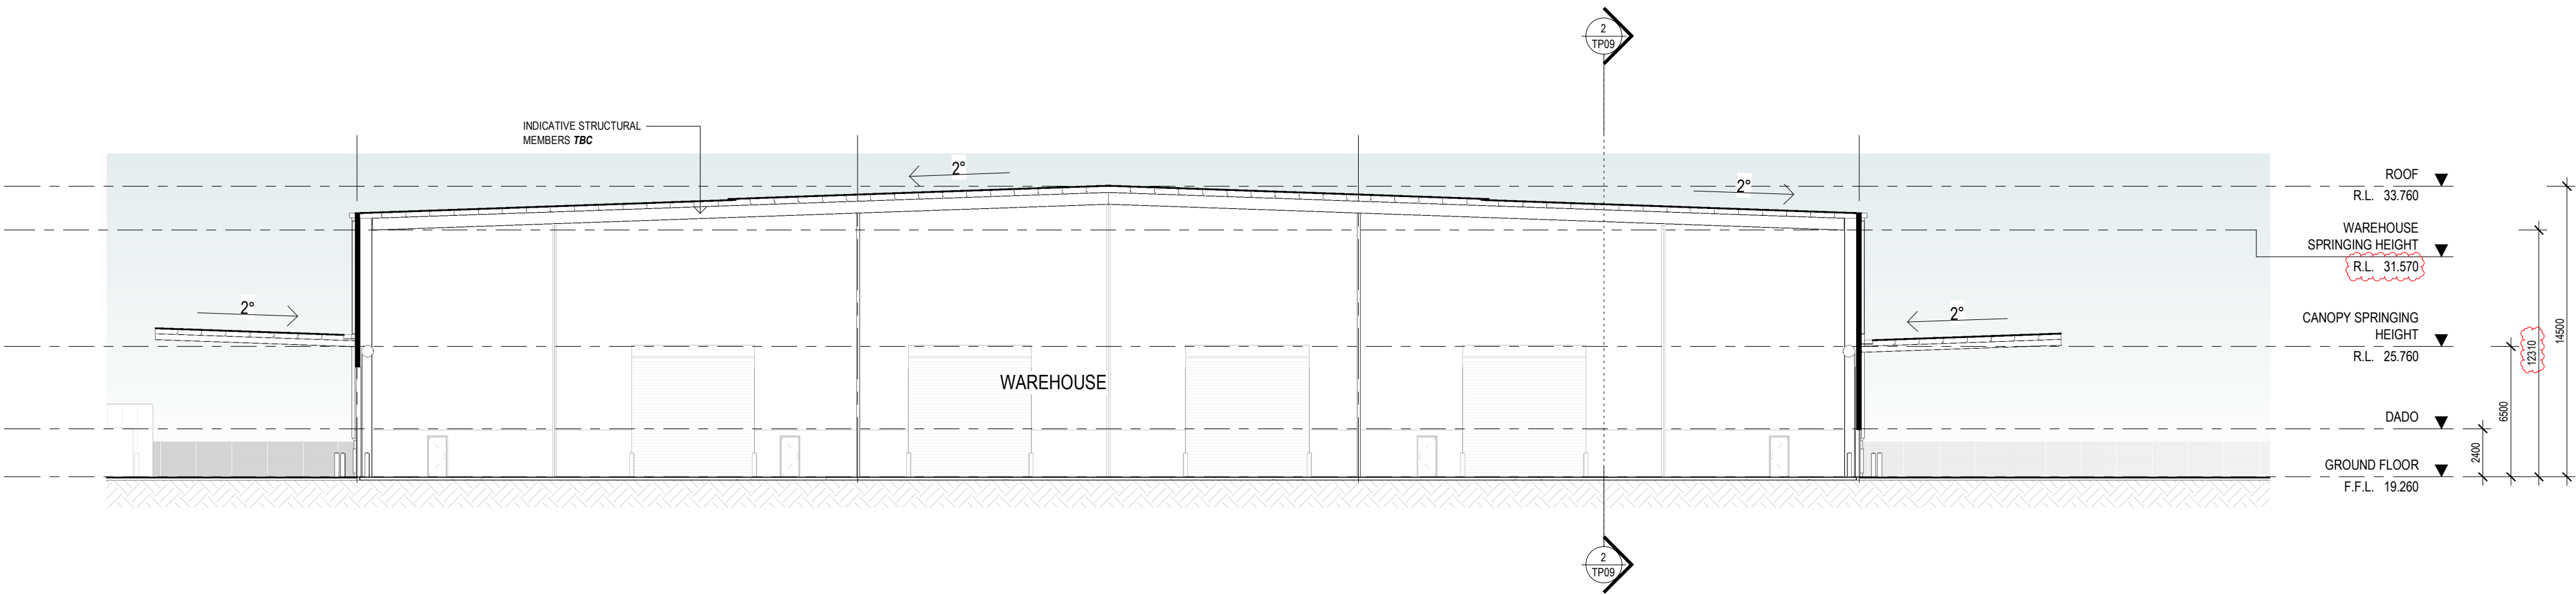 2
TP09
INDICATIVE STRUCTURAL
MEMBERS TBC
2°
2°
2°
2°
WAREHOUSE
ROOF
R.L. 33.760
WAREHOUSE
SPRINGING HEIGHT
R.L. 31.570
CANOPY SPRINGING
HEIGHT
R.L. 25.760
DADO
GROUND FLOOR
F.F.L. 19.260
2400
6500
12310
14500
2
TP09